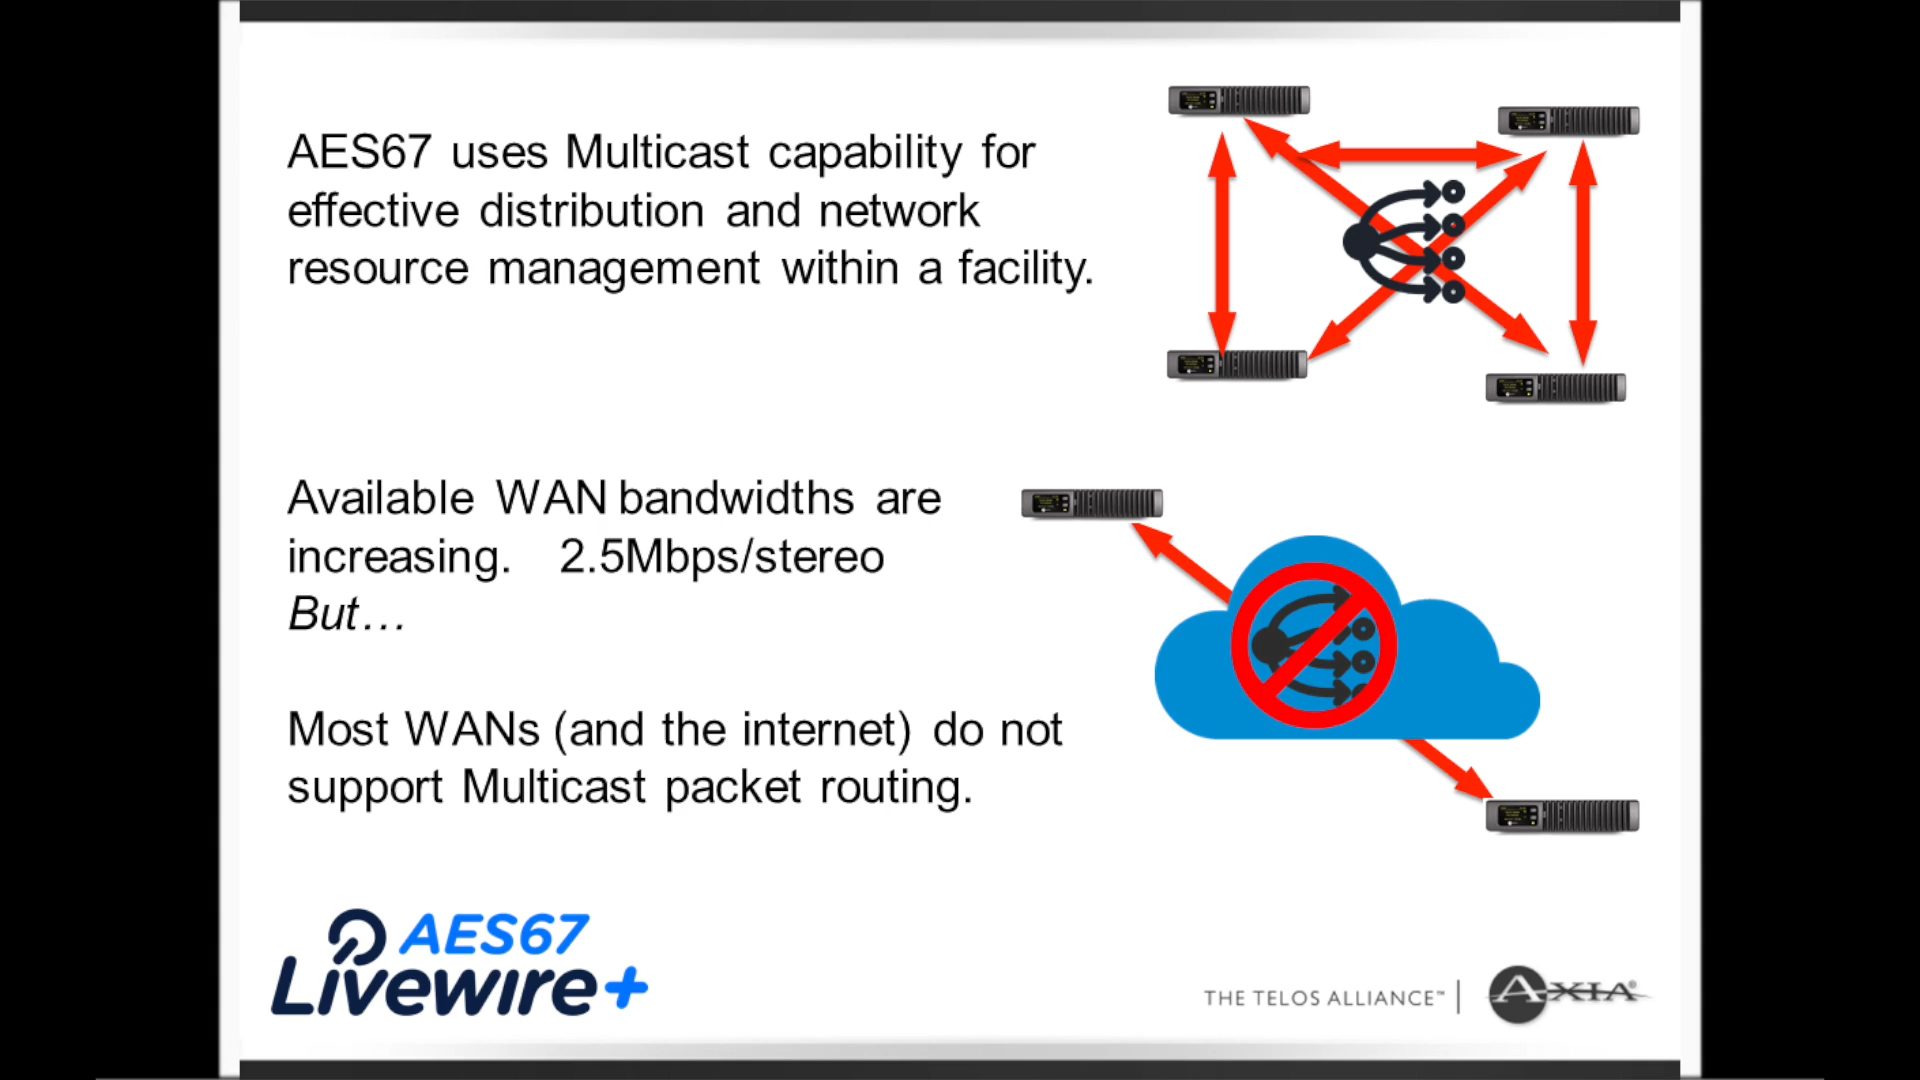 AES67 uses Multicast capability for
effective distribution and network
resource management within a facility.
Available WAN bandwidths are
increasing. 2.5Mbps/stereo
But…
Most WANs (and the internet) do not
support Multicast packet routing.
AES67
Livewire+
THE TELOS ALLIANCE™ | AXIA®